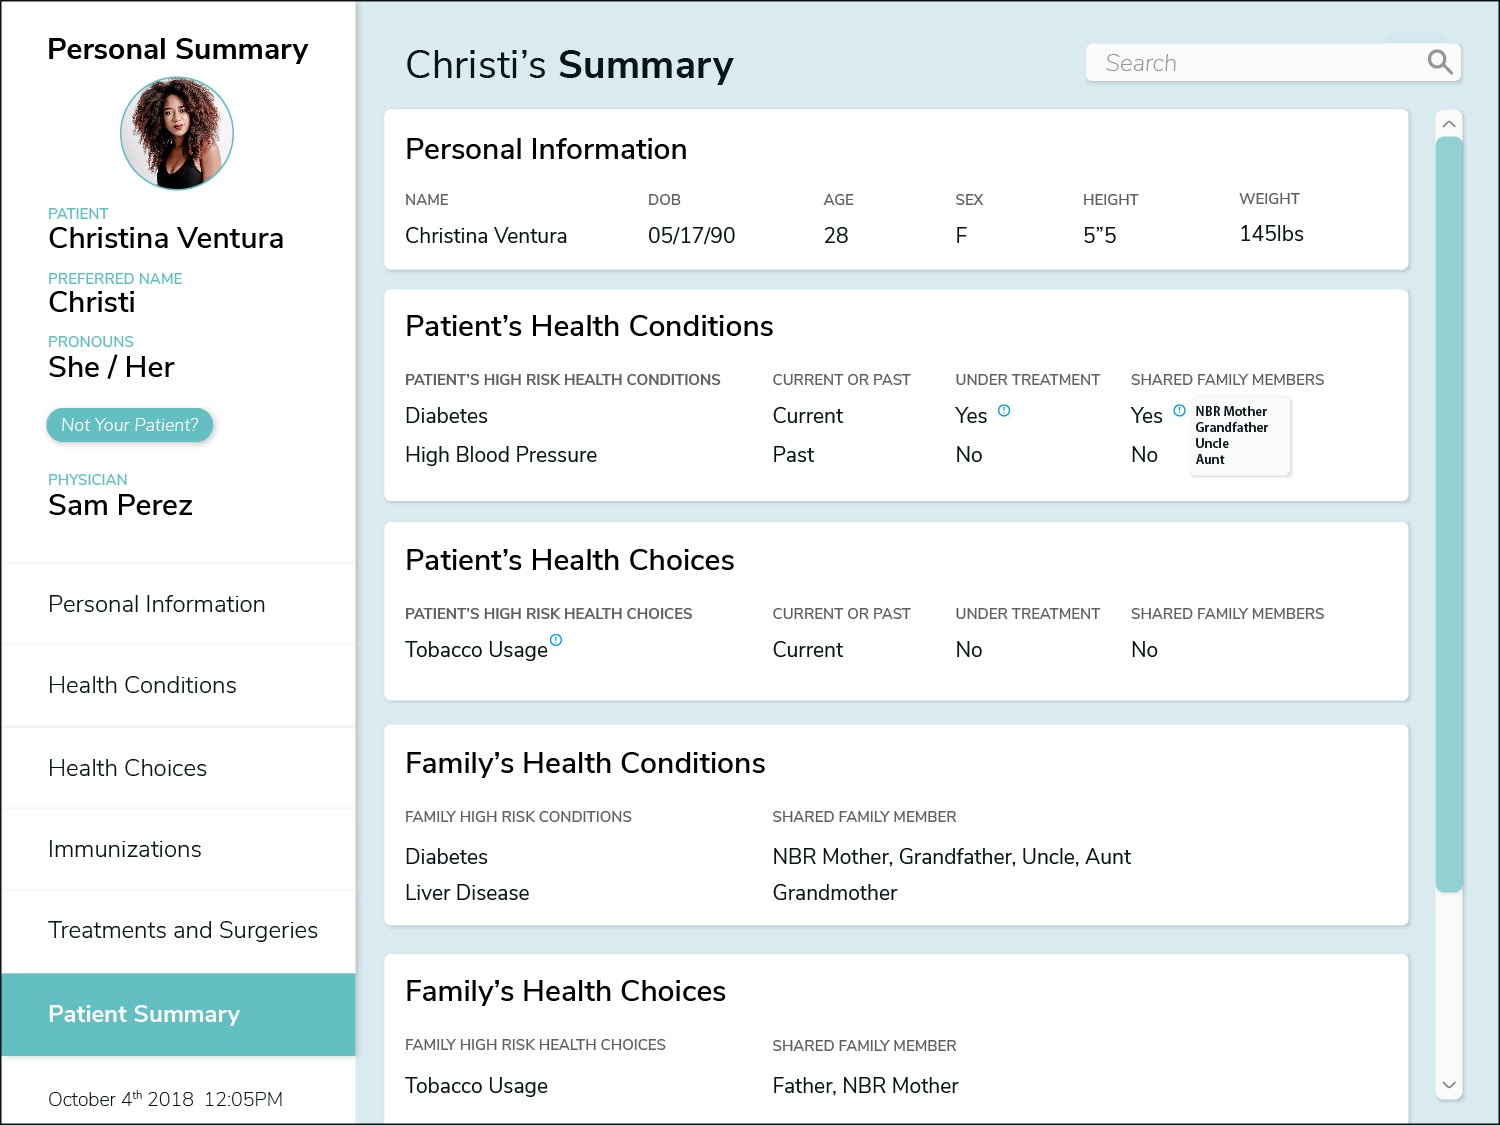 Personal Summary
PATIENT
Christina Ventura
PREFERRED NAME
Christi
PRONOUNS
She / Her
Not Your Patient?
PHYSICIAN
Sam Perez
Personal Information
Health Conditions
Health Choices
Immunizations
Treatments and Surgeries
Patient Summary
October 4th 2018 12:05PM
Christi’s Summary
Search
Personal Information
NAME DOB AGE SEX HEIGHT WEIGHT
Christina Ventura 05/17/90 28 F 5”5 145lbs
Patient’s Health Conditions
PATIENT’S HIGH RISK HEALTH CONDITIONS CURRENT OR PAST UNDER TREATMENT SHARED FAMILY MEMBERS
Diabetes Current Yes Yes
High Blood Pressure Past No No
NBR Mother
Grandfather
Uncle
Aunt
Patient’s Health Choices
PATIENT’S HIGH RISK HEALTH CHOICES CURRENT OR PAST UNDER TREATMENT SHARED FAMILY MEMBERS
Tobacco Usage Current No No
Family’s Health Conditions
FAMILY HIGH RISK CONDITIONS SHARED FAMILY MEMBER
Diabetes NBR Mother, Grandfather, Uncle, Aunt
Liver Disease Grandmother
Family’s Health Choices
FAMILY HIGH RISK HEALTH CHOICES SHARED FAMILY MEMBER
Tobacco Usage Father, NBR Mother